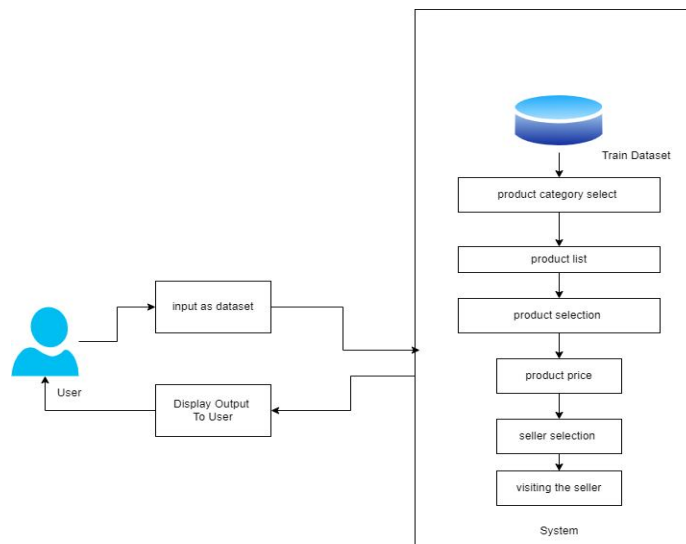 Train Dataset
product category select
product list
input as dataset
product selection
product price
User
Display Output
To User
seller selection
visiting the seller
System